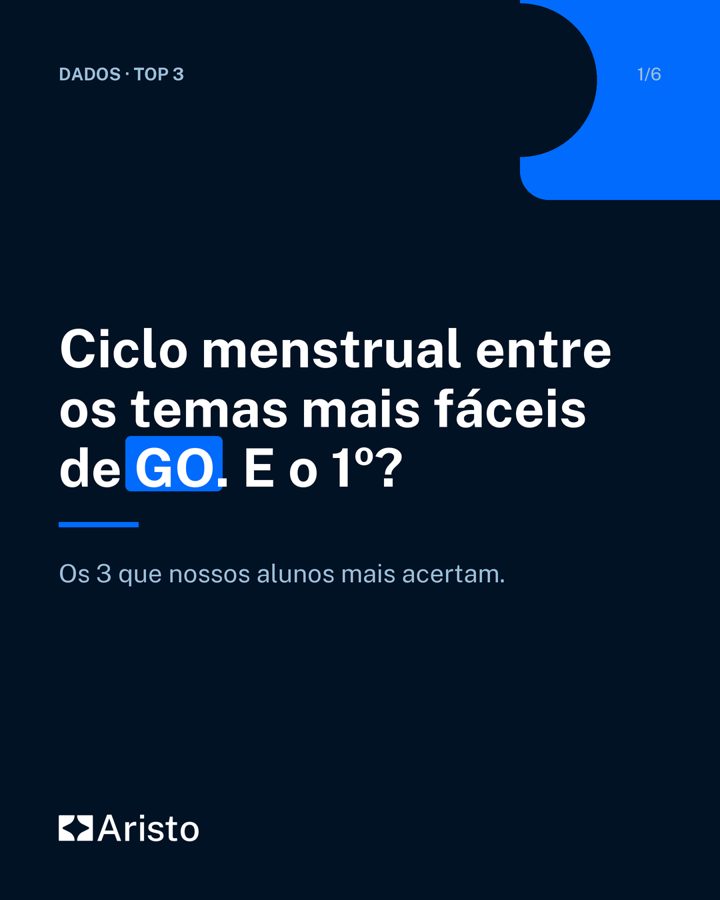 DADOS · TOP 3
1/6
Ciclo menstrual entre
os temas mais fáceis
de GO. E o 1º?
Os 3 que nossos alunos mais acertam.
Aristo